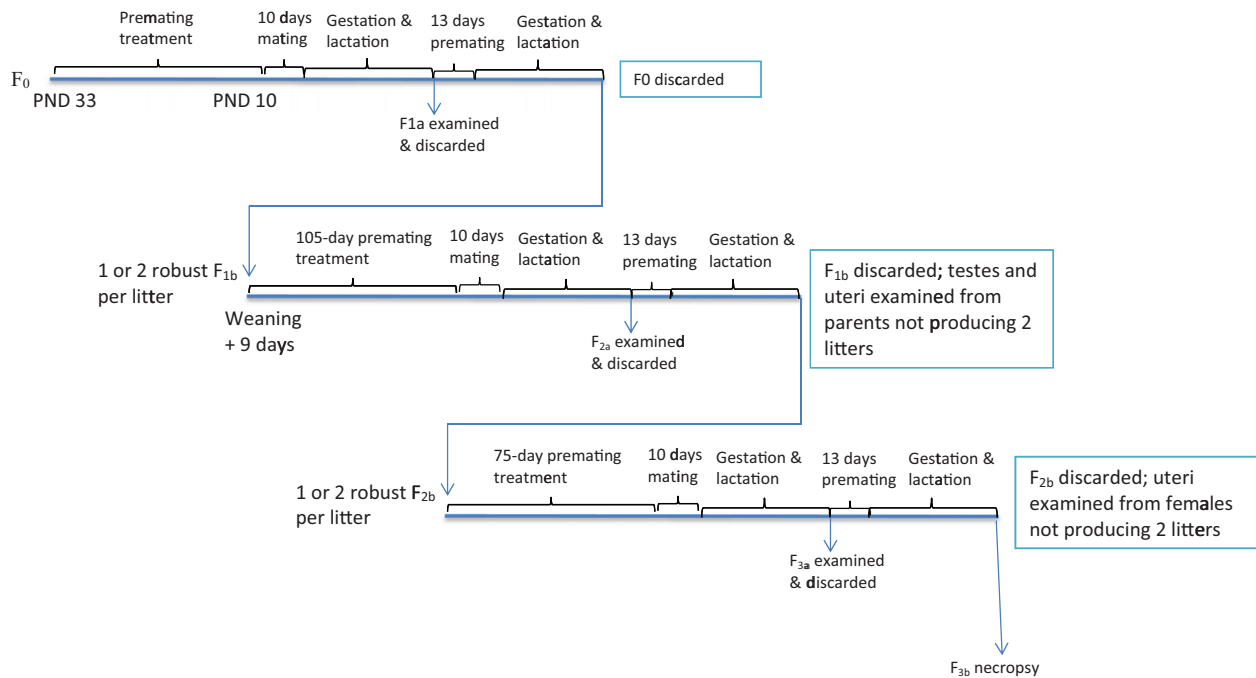 Premating
treatment
10 days
mating
Gestation &
lactation
13 days
premating
Gestation &
lactation
F0
PND 33
PND 10
F0 discarded
F1a examined
& discarded
1 or 2 robust F1b
per litter
105-day premating
treatment
10 days
mating
Gestation &
lactation
13 days
premating
Gestation &
lactation
Weaning
+ 9 days
F2a examined
& discarded
F1b discarded; testes and
uteri examined from
parents not producing 2
litters
1 or 2 robust F2b
per litter
75-day premating
treatment
10 days
mating
Gestation &
lactation
13 days
premating
Gestation &
lactation
F3a examined
& discarded
F2b discarded; uteri
examined from females
not producing 2 litters
F3b necropsy